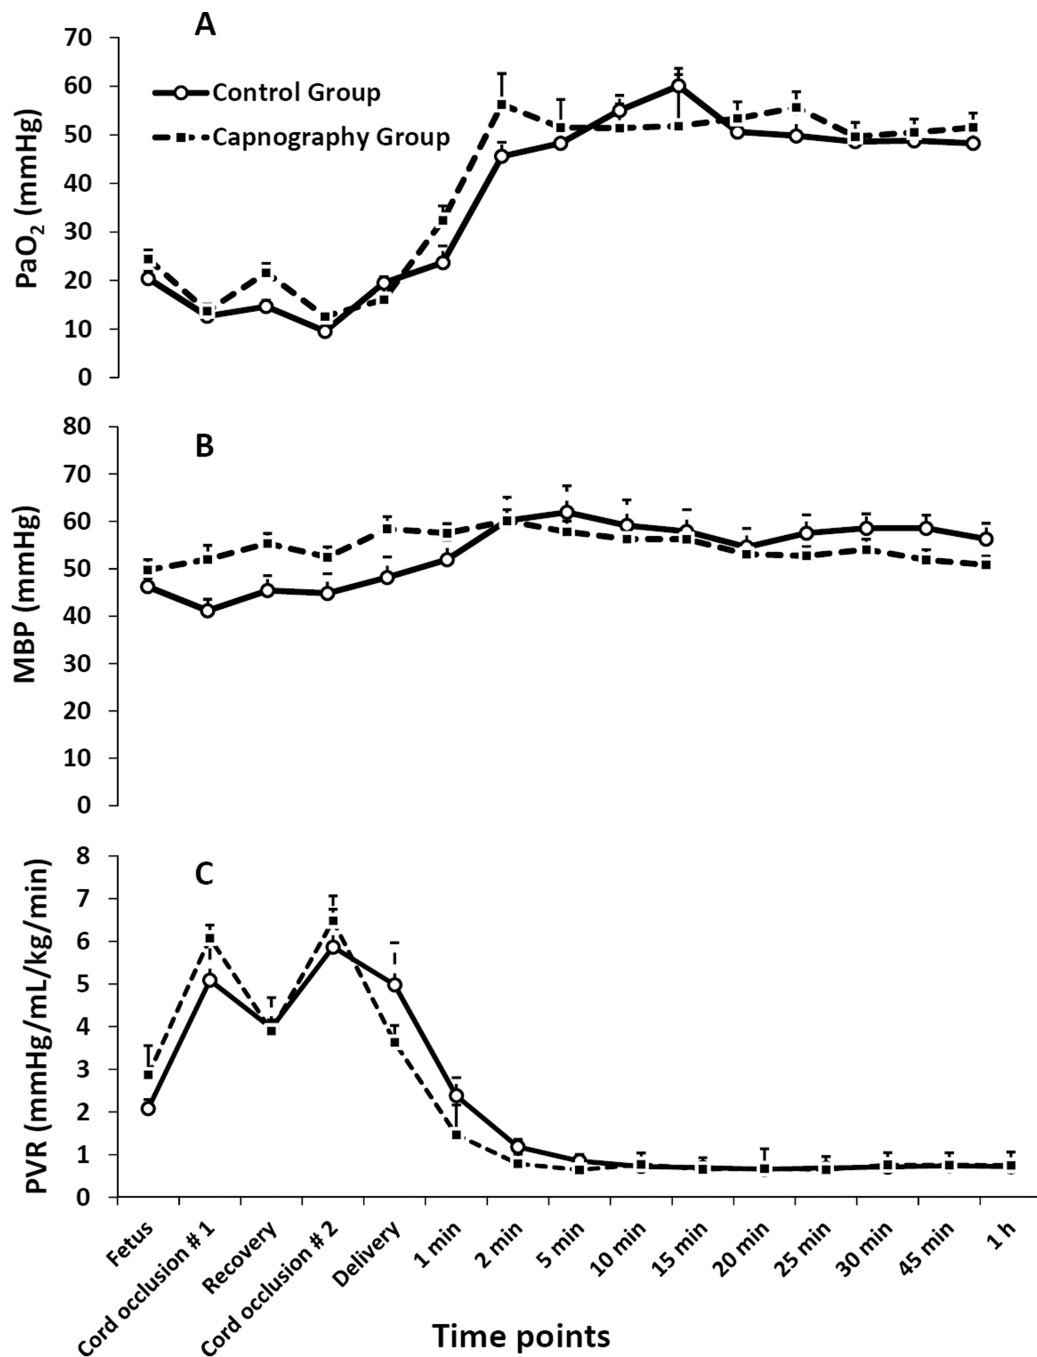 A
70
60
50
40
30
20
10
0
PaO2 (mmHg)
Control Group
Capnography Group
B
80
70
60
50
40
30
20
10
0
MBP (mmHg)
C
8
7
6
5
4
3
2
1
0
PVR (mmHg/mL/kg/min)
Fetus
Cord occlusion # 1
Recovery
Cord occlusion # 2
Delivery
1 min
2 min
5 min
10 min
15 min
20 min
25 min
30 min
45 min
1 h
Time points